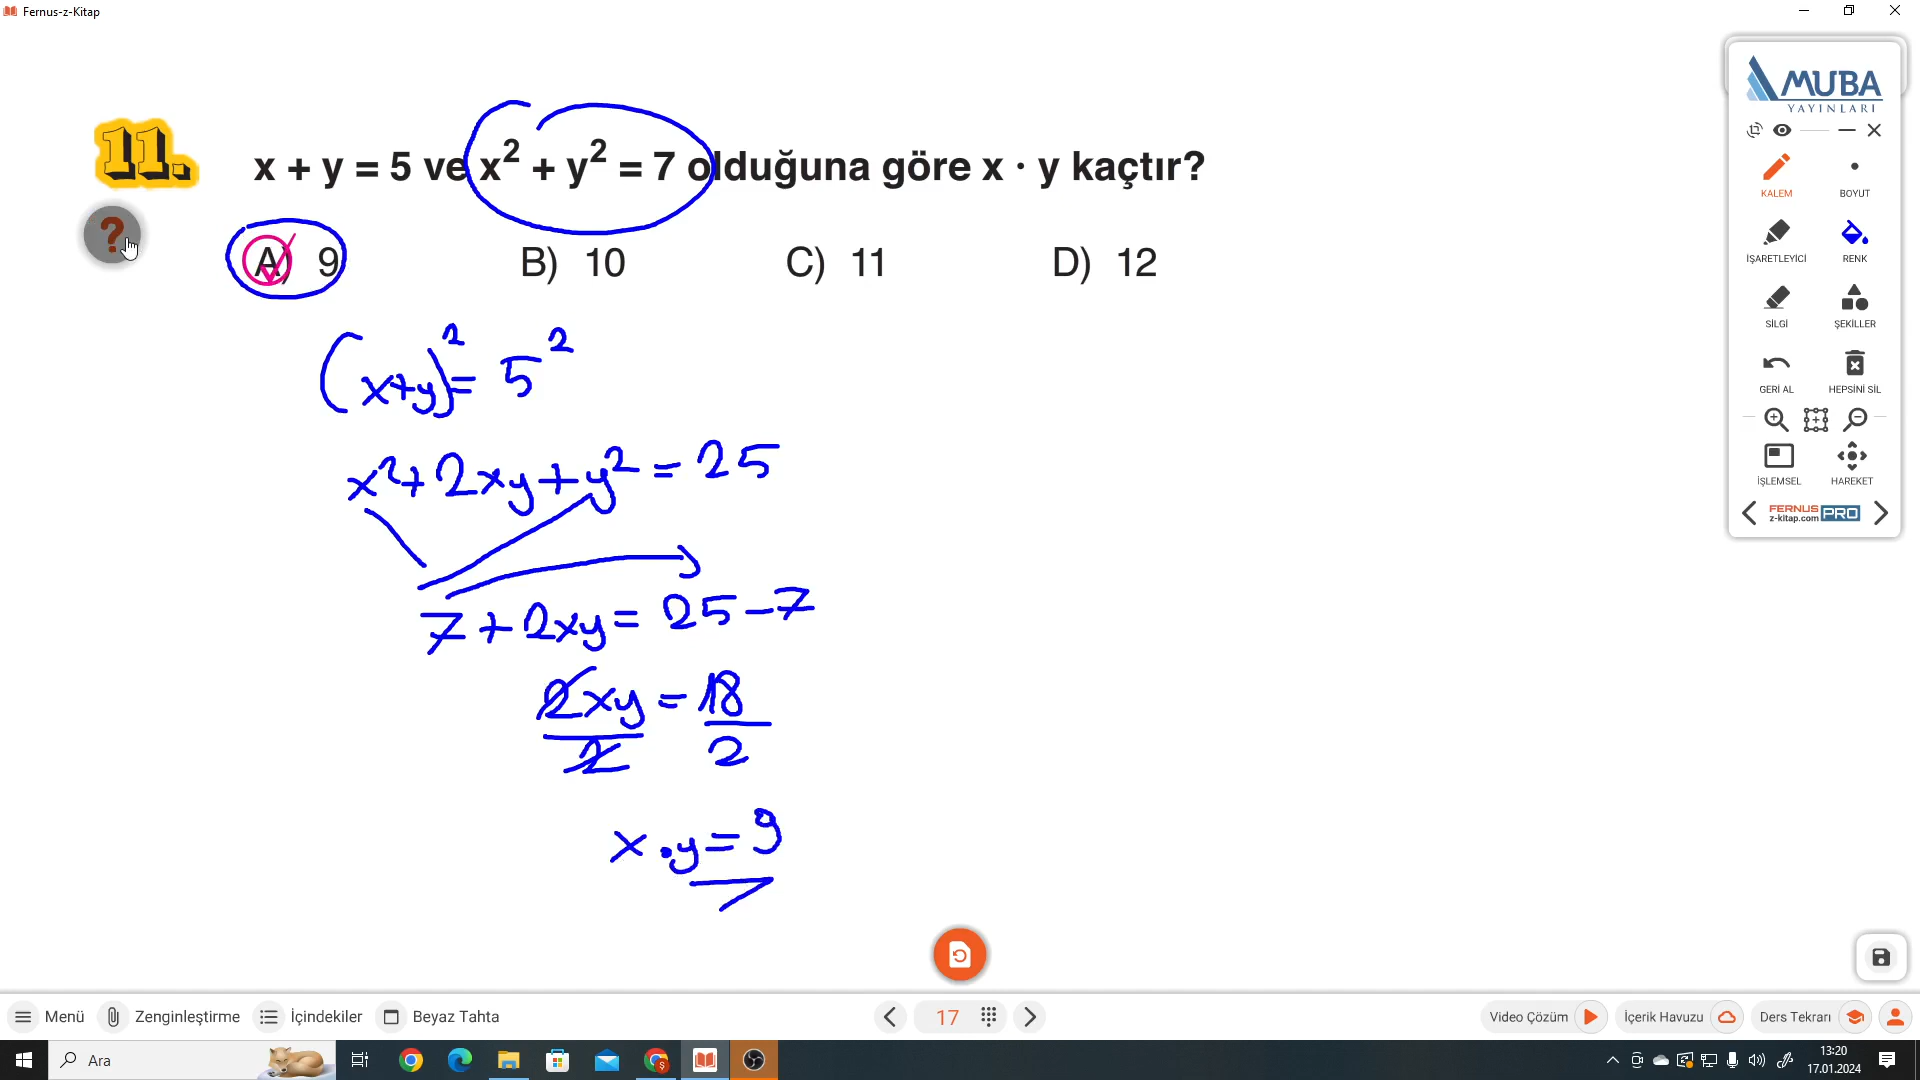 Fernus-z-Kitap
11.
x + y = 5 ve x² + y² = 7 olduğuna göre x · y kaçtır?
A) 9 B) 10 C) 11 D) 12
(x+y)² = 5²
x²+2xy+y² = 25
7+2xy = 25-7
2xy = 18
2 2
x·y = 9
?
MUBA
YAYINLARI
KALEM BOYUT
İŞARETLEYİCİ RENK
SİLGİ ŞEKİLLER
GERİ AL HEPSİNİ SİL
İŞLEMSEL HAREKET
FERNUS PRO
z-kitap.com
Menü Zenginleştirme İçindekiler Beyaz Tahta 17 Video Çözüm İçerik Havuzu Ders Tekrarı
Ara
13:20
17.01.2024